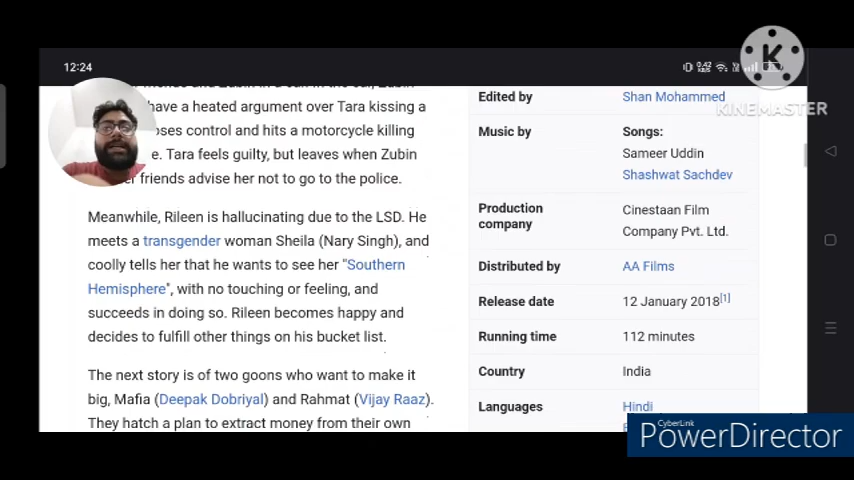 12:24
KINEMASTER
have a heated argument over Tara kissing a
oses control and hits a motorcycle killing
e. Tara feels guilty, but leaves when Zubin
friends advise her not to go to the police.
Meanwhile, Rileen is hallucinating due to the LSD. He
meets a transgender woman Sheila (Nary Singh), and
coolly tells her that he wants to see her "Southern
Hemisphere", with no touching or feeling, and
succeeds in doing so. Rileen becomes happy and
decides to fulfill other things on his bucket list.
The next story is of two goons who want to make it
big, Mafia (Deepak Dobriyal) and Rahmat (Vijay Raaz).
They hatch a plan to extract money from their own
Edited by Shan Mohammed
Music by Songs:
Sameer Uddin
Shashwat Sachdev
Production Cinestaan Film
company Company Pvt. Ltd.
Distributed by AA Films
Release date 12 January 2018[1]
Running time 112 minutes
Country India
Languages Hindi
CyberLink
PowerDirector